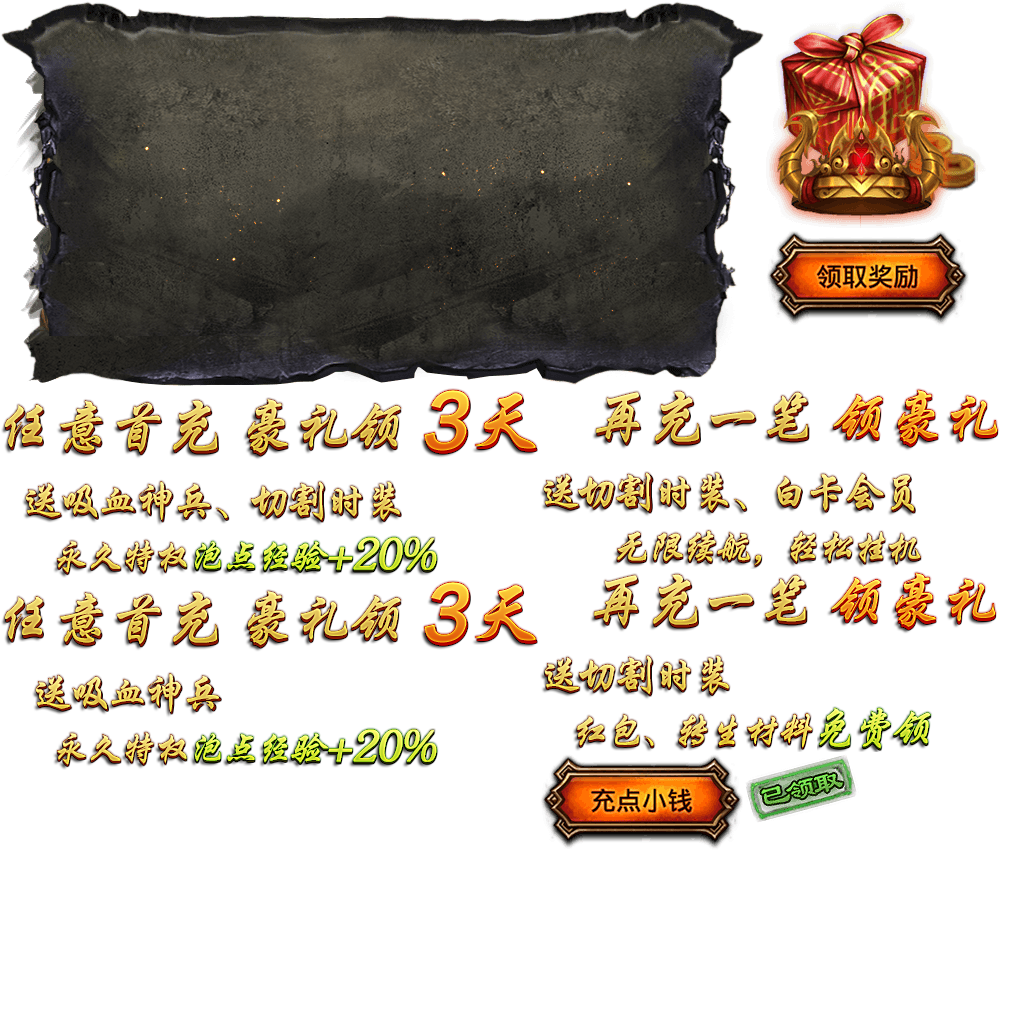 领取奖励
任意首充 豪礼领 3天
送吸血神兵、切割时装
永久特权泡点经验+20%
再充一笔 领豪礼
送切割时装、白卡会员
无限续航，轻松挂机
任意首充 豪礼领 3天
送吸血神兵
永久特权泡点经验+20%
再充一笔 领豪礼
送切割时装
红包、转生材料免费领
充点小钱
已领取